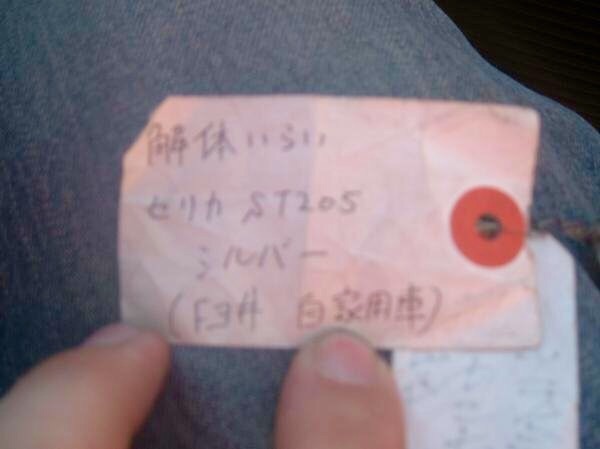 解体いらい
セリカ ST205
シルバー
自家用車)